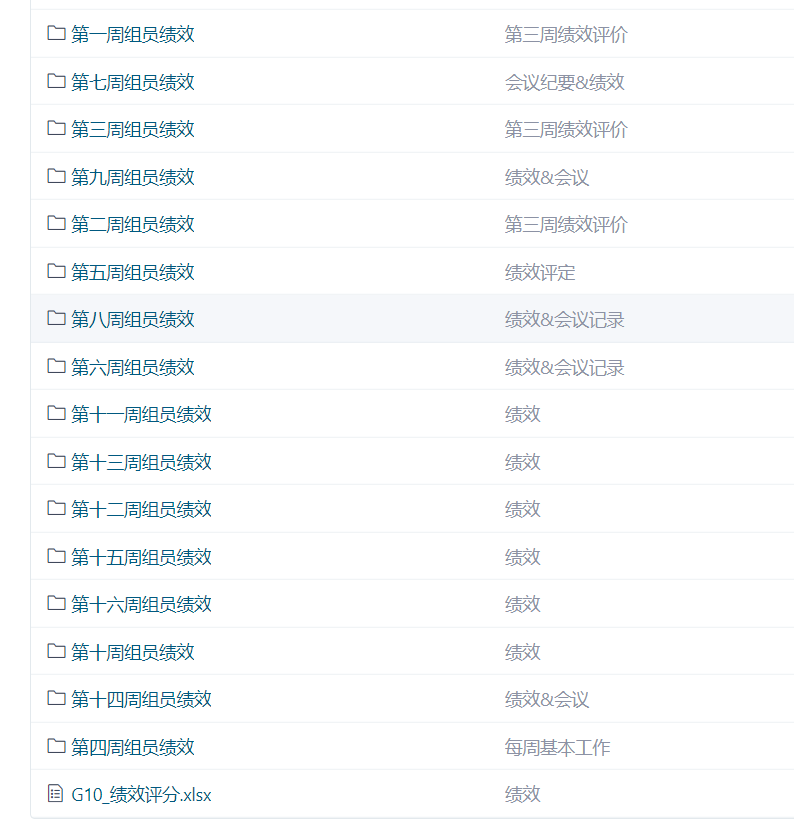 第一周组员绩效 第三周绩效评价
第七周组员绩效 会议纪要&绩效
第三周组员绩效 第三周绩效评价
第九周组员绩效 绩效&会议
第二周组员绩效 第三周绩效评价
第五周组员绩效 绩效评定
第八周组员绩效 绩效&会议记录
第六周组员绩效 绩效&会议记录
第十一周组员绩效 绩效
第十三周组员绩效 绩效
第十二周组员绩效 绩效
第十五周组员绩效 绩效
第十六周组员绩效 绩效
第十周组员绩效 绩效
第十四周组员绩效 绩效&会议
第四周组员绩效 每周基本工作
G10_绩效评分.xlsx 绩效